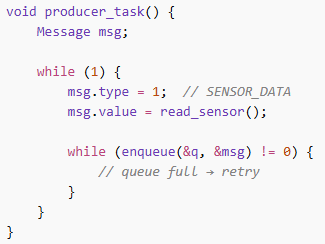 void producer_task() {
    Message msg;

    while (1) {
        msg.type = 1;  // SENSOR_DATA
        msg.value = read_sensor();

        while (enqueue(&q, &msg) != 0) {
            // queue full → retry
        }
    }
}